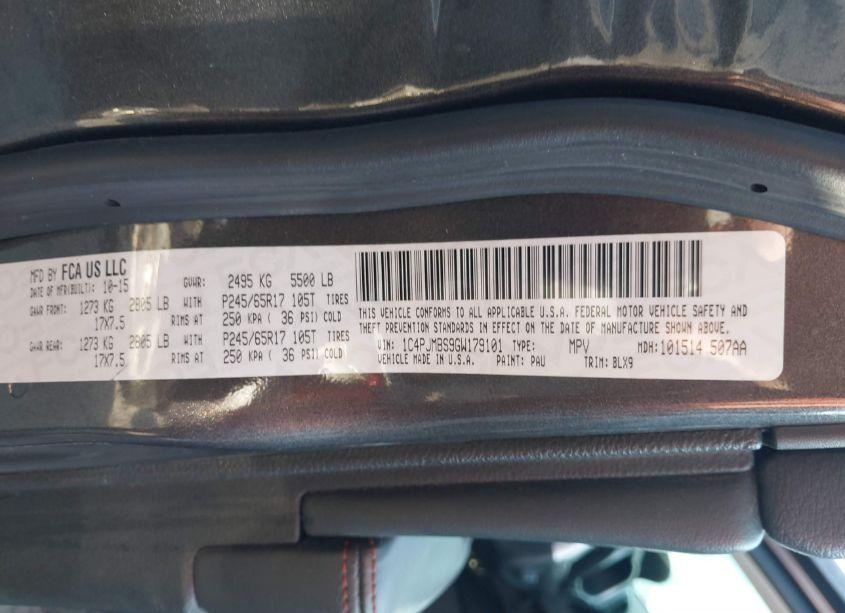 MFD BY FCA US LLC
DATE OF MFR(BUILT): 10-15 GVWR: 2495 KG 5500 LB
GAWR FRONT: 1273 KG 2805 LB WITH P245/65R17 105T TIRES
17X7.5 RIMS AT 250 KPA ( 36 PSI) COLD
GAWR REAR: 1273 KG 2805 LB WITH P245/65R17 105T TIRES
17X7.5 RIMS AT 250 KPA ( 36 PSI) COLD
THIS VEHICLE CONFORMS TO ALL APPLICABLE U.S.A. FEDERAL MOTOR VEHICLE SAFETY AND
THEFT PREVENTION STANDARDS IN EFFECT ON THE DATE OF MANUFACTURE SHOWN ABOVE.
VIN: 1C4PJMBS9GW179101 TYPE: MPV MDH:101514 507AA
VEHICLE MADE IN U.S.A. PAINT: PAU TRIM: BLX9